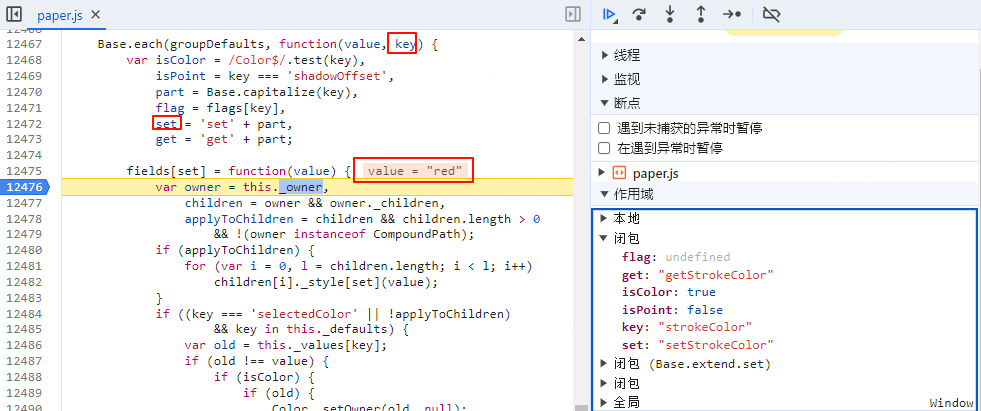 paper.js
12467 Base.each(groupDefaults, function(value, key) {
12468 var isColor = /Color$/.test(key),
12469 isPoint = key === 'shadowOffset',
12470 part = Base.capitalize(key),
12471 flag = flags[key],
12472 set = 'set' + part,
12473 get = 'get' + part;
12474
12475 fields[set] = function(value) { value = "red"
12476 var owner = this._owner,
12477 children = owner && owner._children,
12478 applyToChildren = children && children.length > 0
12479 && !(owner instanceof CompoundPath);
12480 if (applyToChildren) {
12481 for (var i = 0, l = children.length; i < l; i++)
12482 children[i]._style[set](value);
12483 }
12484 if ((key === 'selectedColor' || !applyToChildren)
12485 && key in this._defaults) {
12486 var old = this._values[key];
12487 if (old !== value) {
12488 if (isColor) {
12489 if (old) {
12490 Color._setOwner(old, null);
线程
监视
断点
遇到未捕获的异常时暂停
在遇到异常时暂停
paper.js
作用域
本地
闭包
flag: undefined
get: "getStrokeColor"
isColor: true
isPoint: false
key: "strokeColor"
set: "setStrokeColor"
闭包 (Base.extend.set)
闭包
全局 Window